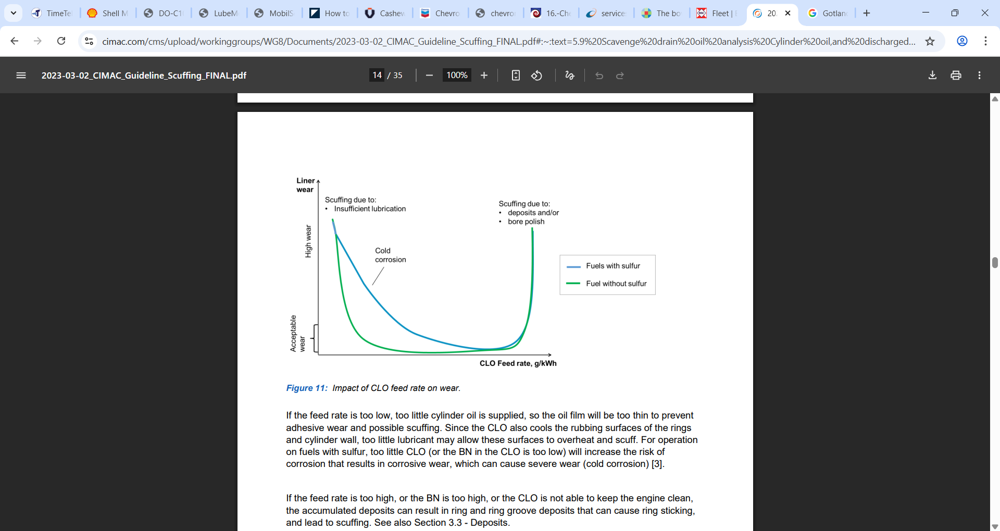 TimeTe
Shell M
DO-C1
LubeM
MobilS
How to
Cashew
Chevro
chevro
16.-Che
service
The bo
Fleet |
20
Gotlan
cimac.com/cms/upload/workinggroups/WG8/Documents/2023-03-02_CIMAC_Guideline_Scuffing_FINAL.pdf#:~:text=5.9%20Scavenge%20drain%20oil%20analysis%20Cylinder%20oil,and%20discharged...
2023-03-02_CIMAC_Guideline_Scuffing_FINAL.pdf
14 / 35
100%
Liner
wear
Scuffing due to:
• Insufficient lubrication
Scuffing due to:
• deposits and/or
• bore polish
High wear
Cold
corrosion
Fuels with sulfur
Fuel without sulfur
Acceptable
wear
CLO Feed rate, g/kWh
Figure 11: Impact of CLO feed rate on wear.
If the feed rate is too low, too little cylinder oil is supplied, so the oil film will be too thin to prevent
adhesive wear and possible scuffing. Since the CLO also cools the rubbing surfaces of the rings
and cylinder wall, too little lubricant may allow these surfaces to overheat and scuff. For operation
on fuels with sulfur, too little CLO (or the BN in the CLO is too low) will increase the risk of
corrosion that results in corrosive wear, which can cause severe wear (cold corrosion) [3].
If the feed rate is too high, or the BN is too high, or the CLO is not able to keep the engine clean,
the accumulated deposits can result in ring and ring groove deposits that can cause ring sticking,
and lead to scuffing. See also Section 3.3 - Deposits.